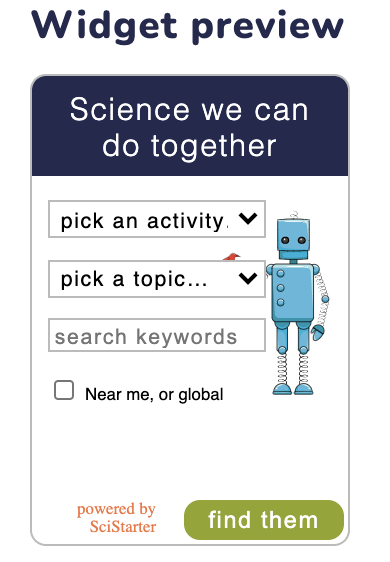 Widget preview
Science we can
do together
pick an activity.
pick a topic...
search keywords
Near me, or global
powered by
SciStarter
find them